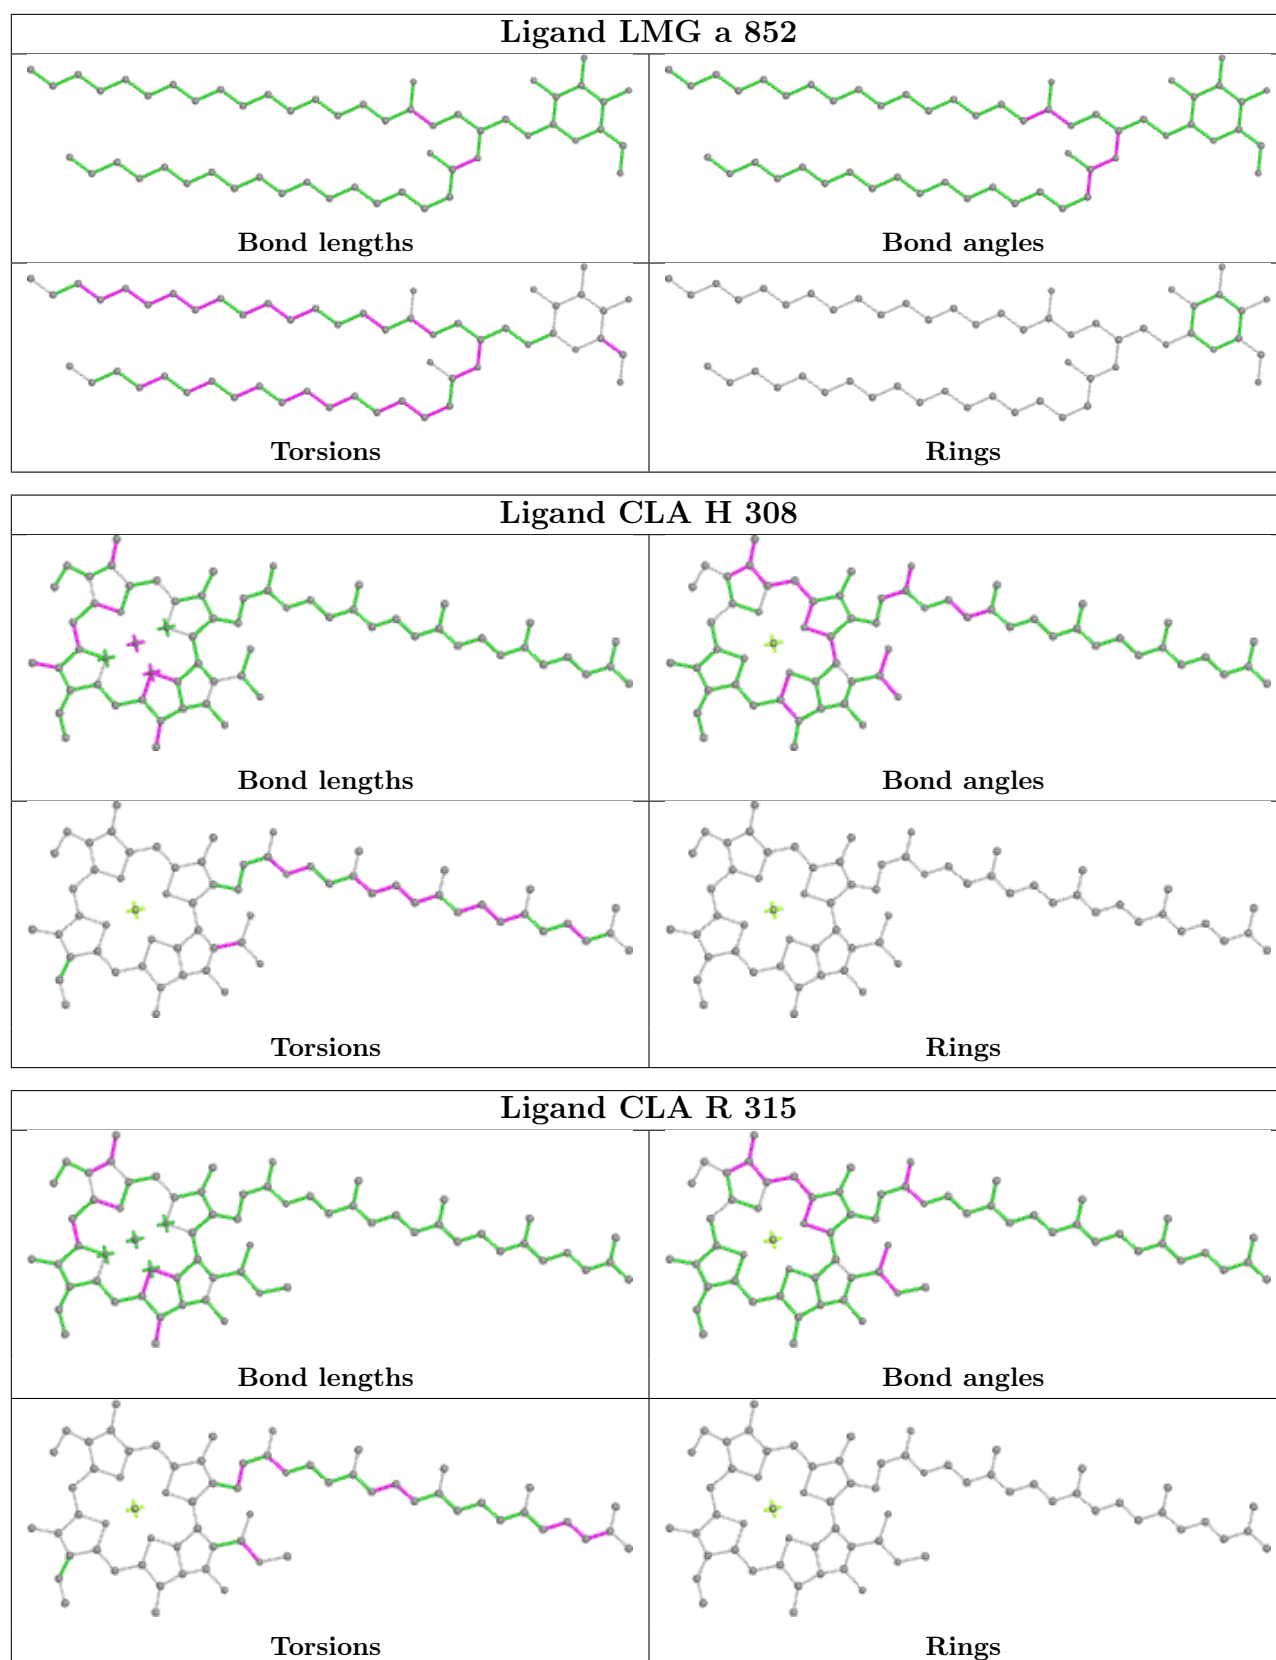 Ligand LMG a 852
Bond lengths
Bond angles
Torsions
Rings
Ligand CLA H 308
Bond lengths
Bond angles
Torsions
Rings
Ligand CLA R 315
Bond lengths
Bond angles
Torsions
Rings